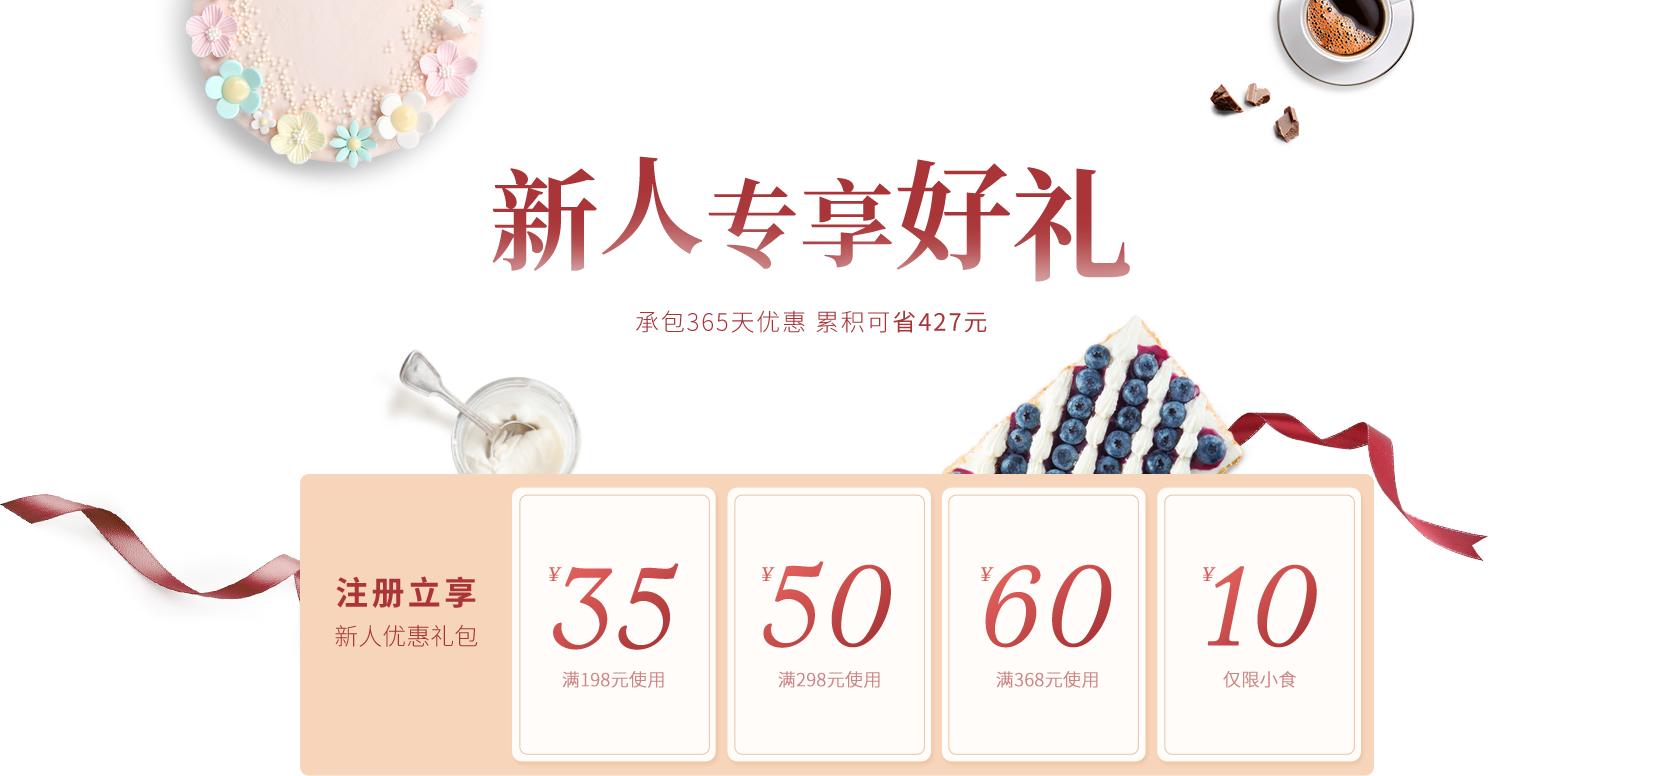 新人专享好礼
承包365天优惠 累积可省427元
注册立享
新人优惠礼包
¥35
满198元使用
¥50
满298元使用
¥60
满368元使用
¥10
仅限小食